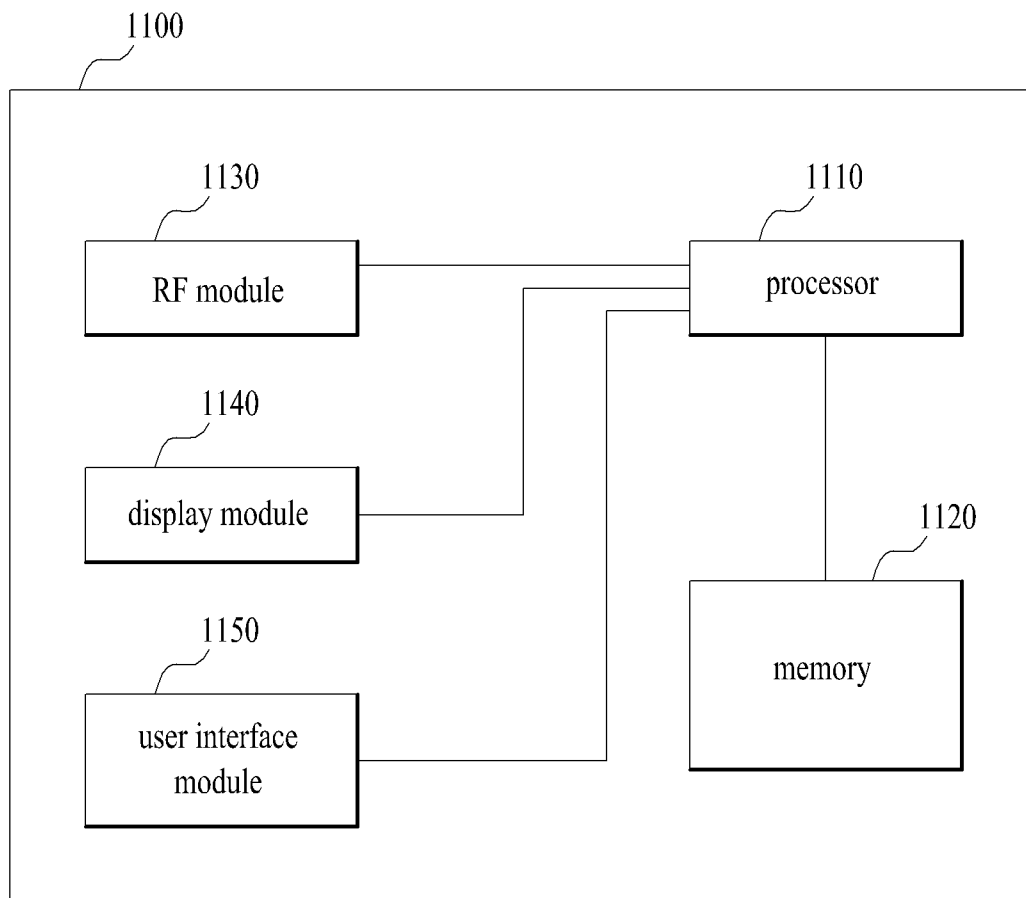 1100
1130
1110
RF module
processor
1140
display module
1120
1150
memory
user interface
module